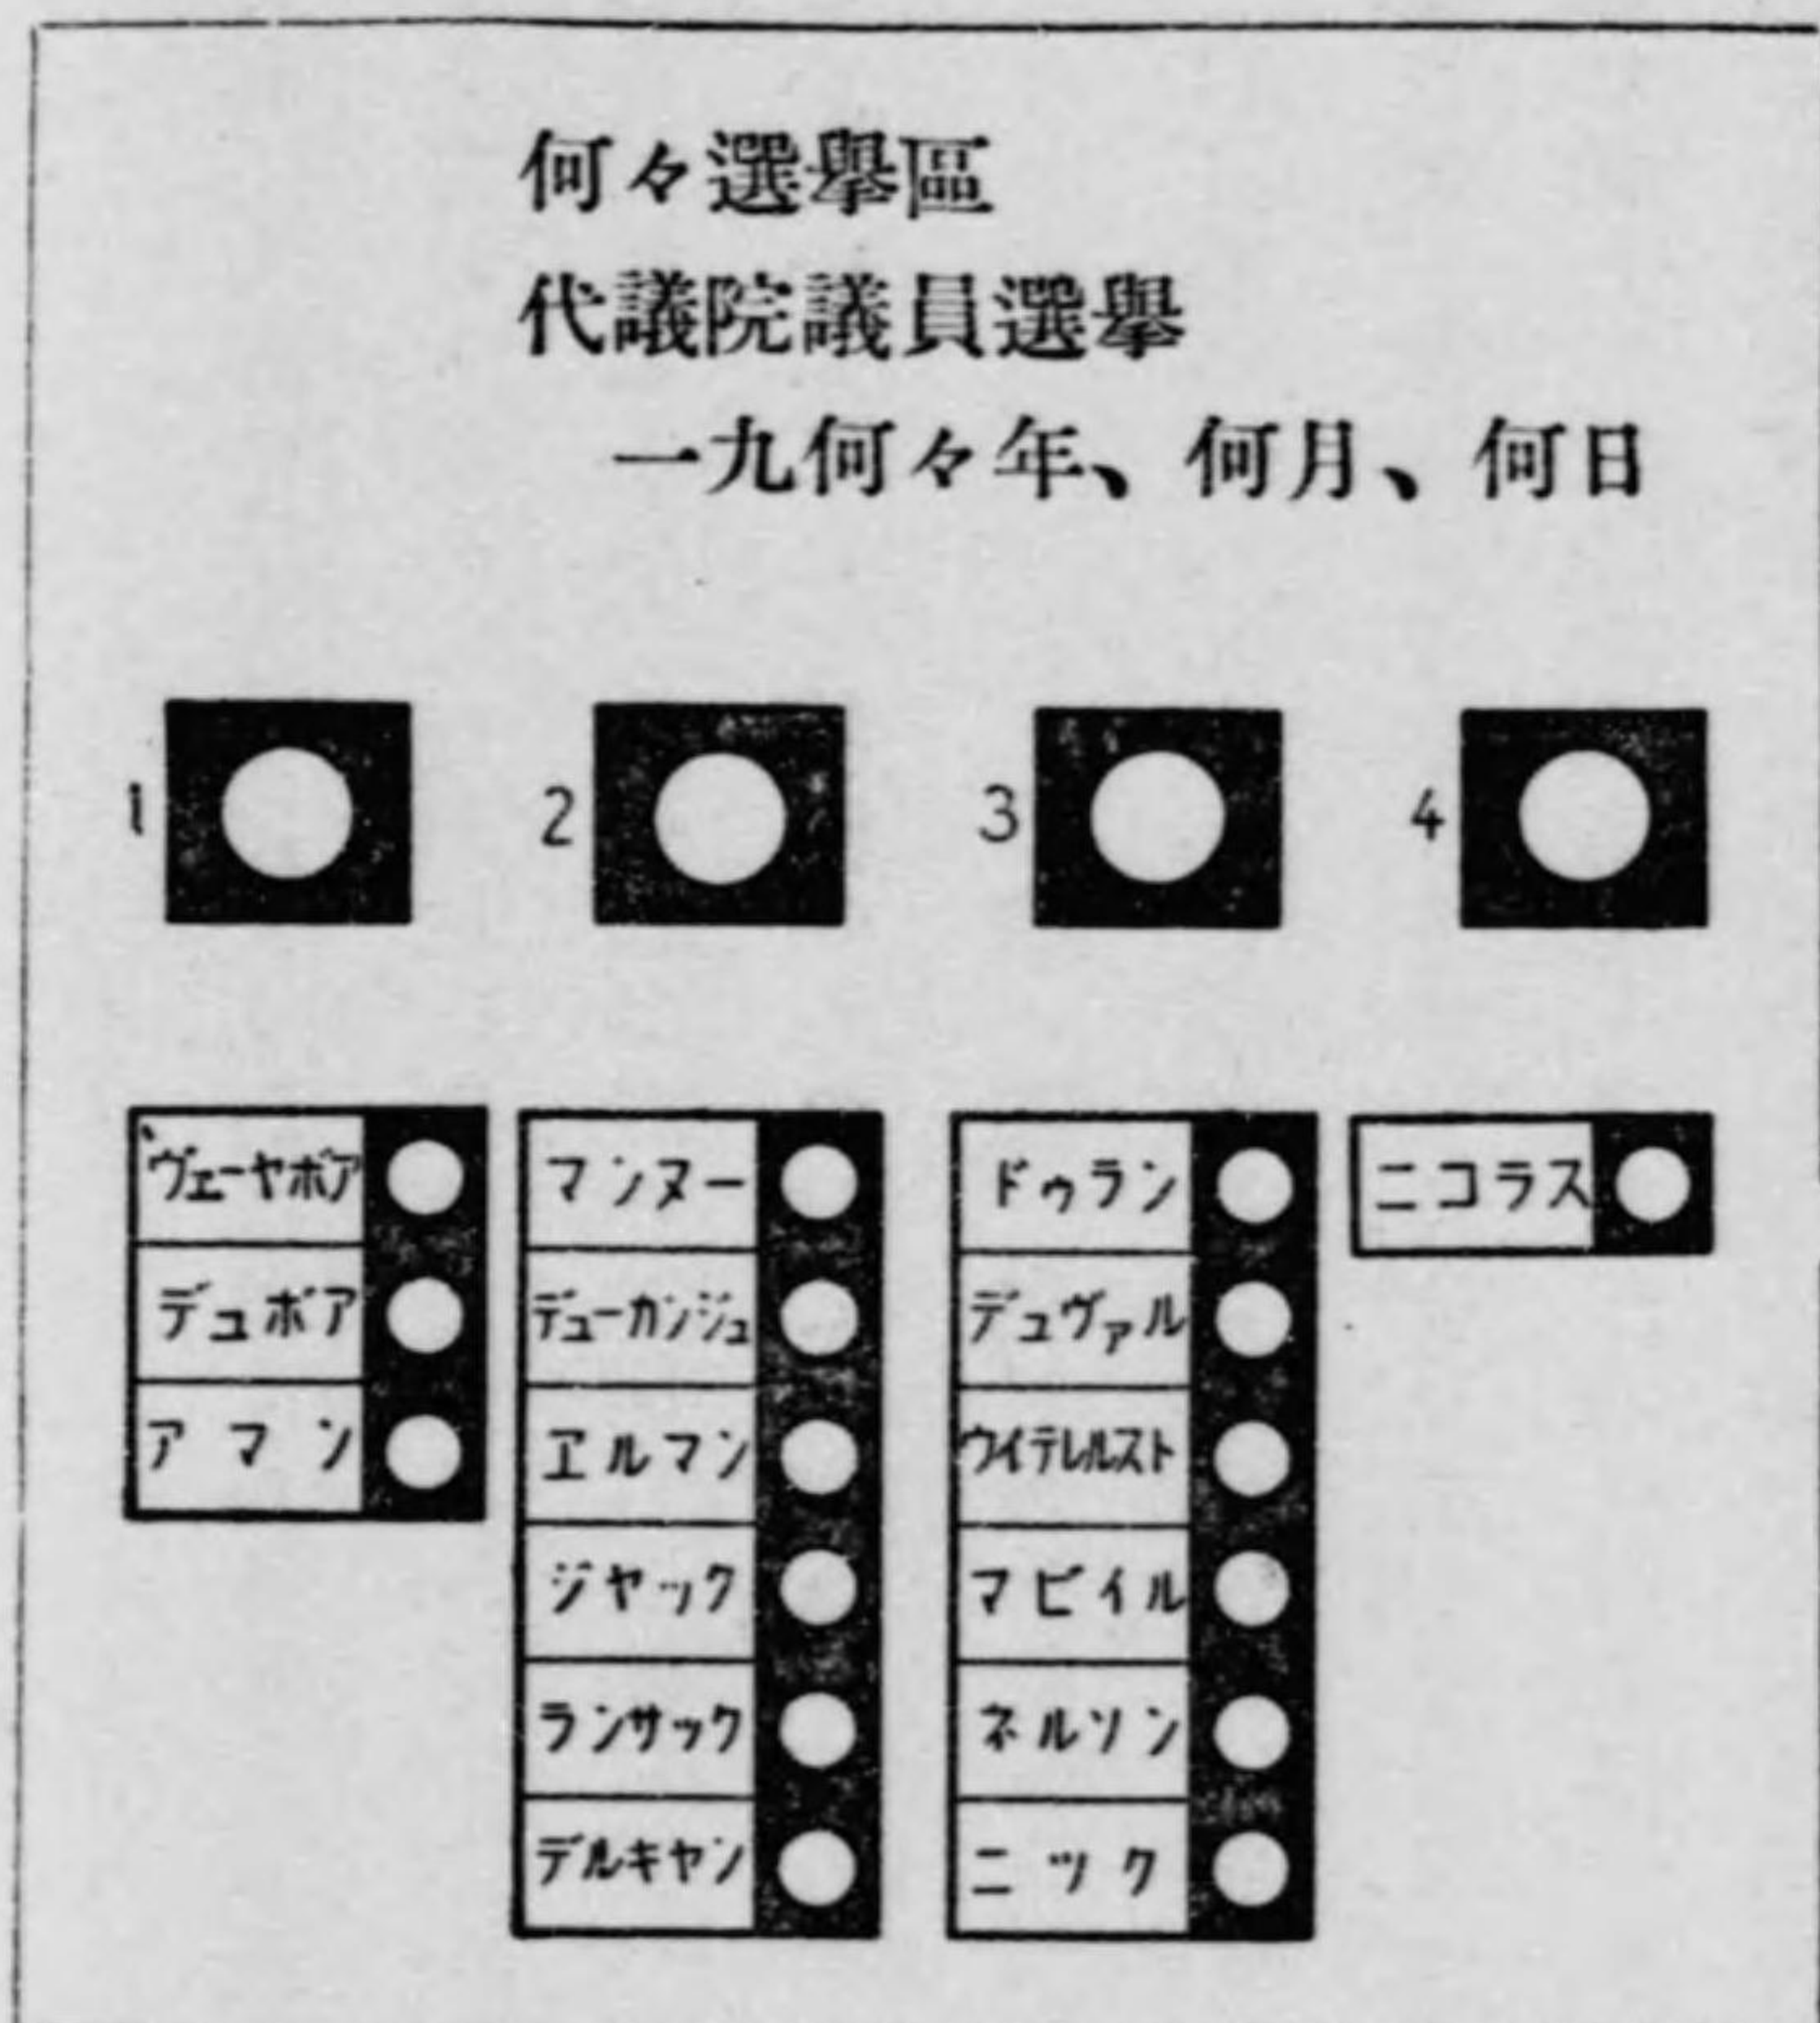 何々選擧區
代議院議員選擧
一九何々年、何月、何日
1
2
3
4
ヴェーヤボア
デュボア
アマン
マンヌー
デューカンジュ
エルマン
ジヤック
ランサック
デルキヤン
ドゥラン
デュヴァル
ウイテレルスト
マビイル
ネルソン
ニック
ニコラス